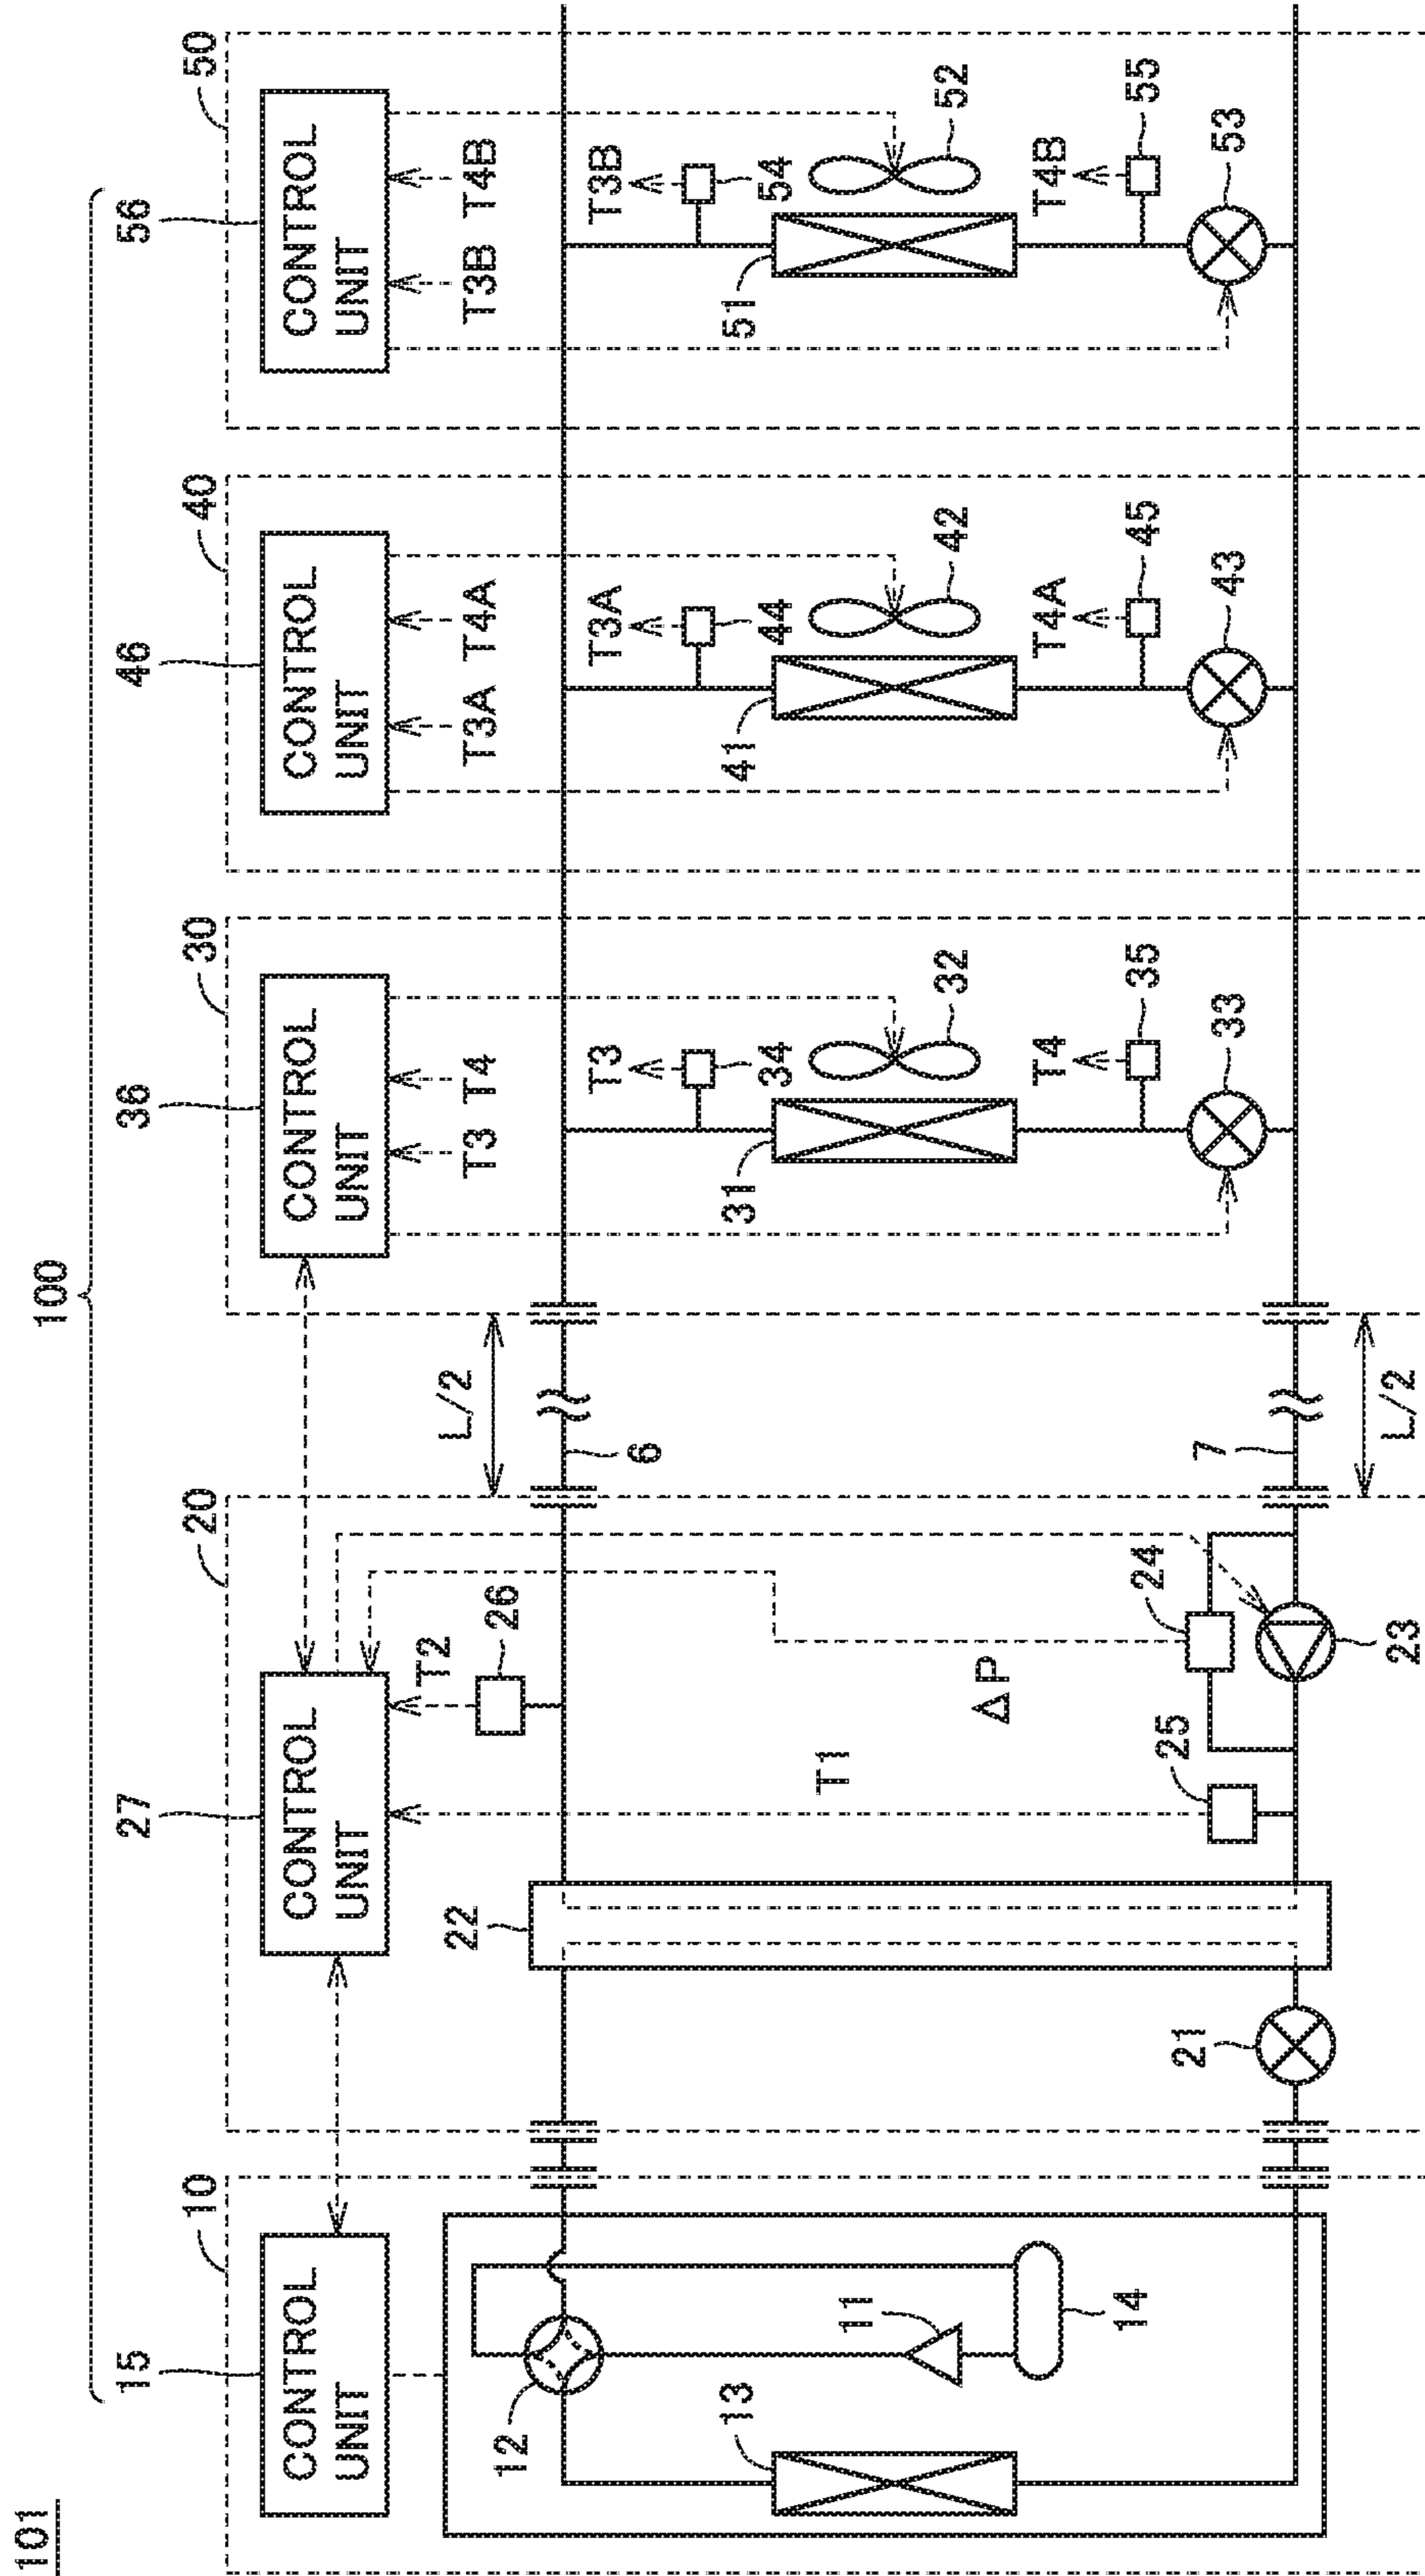 101
100
15
27
36
46
56
10
20
30
40
50
CONTROL
UNIT
CONTROL
UNIT
CONTROL
UNIT
CONTROL
UNIT
CONTROL
UNIT
T2
26
T3 T4
T3A T4A
T3B T4B
L/2
6
12
22
T3
34
T3A
44
T3B
54
13
11
14
T1
ΔP
31
32
41
42
51
52
T4
35
T4A
45
T4B
55
21
25
24
7
33
43
53
23
L/2